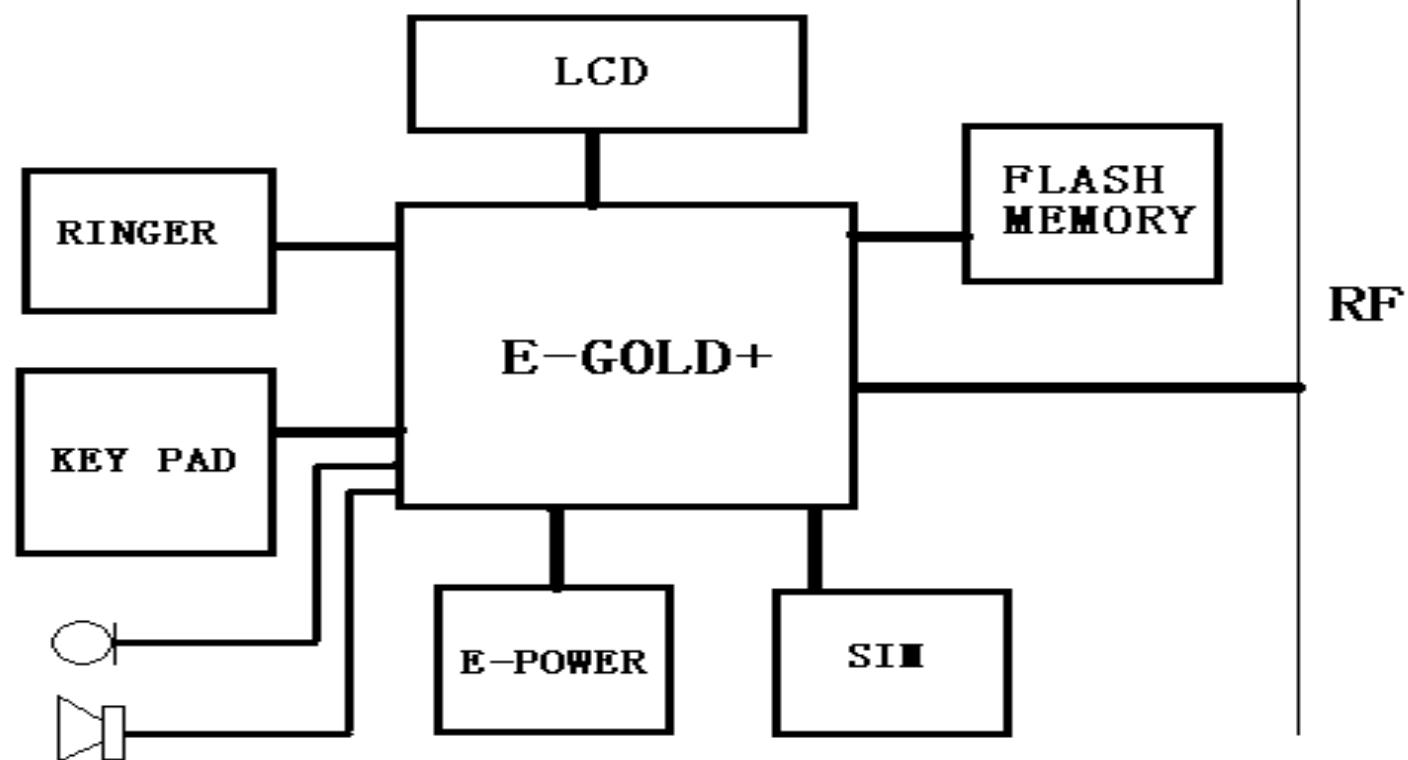 LCD
FLASH
MEMORY
RINGER
RF
E-GOLD+
KEY PAD
E-POWER
SIM